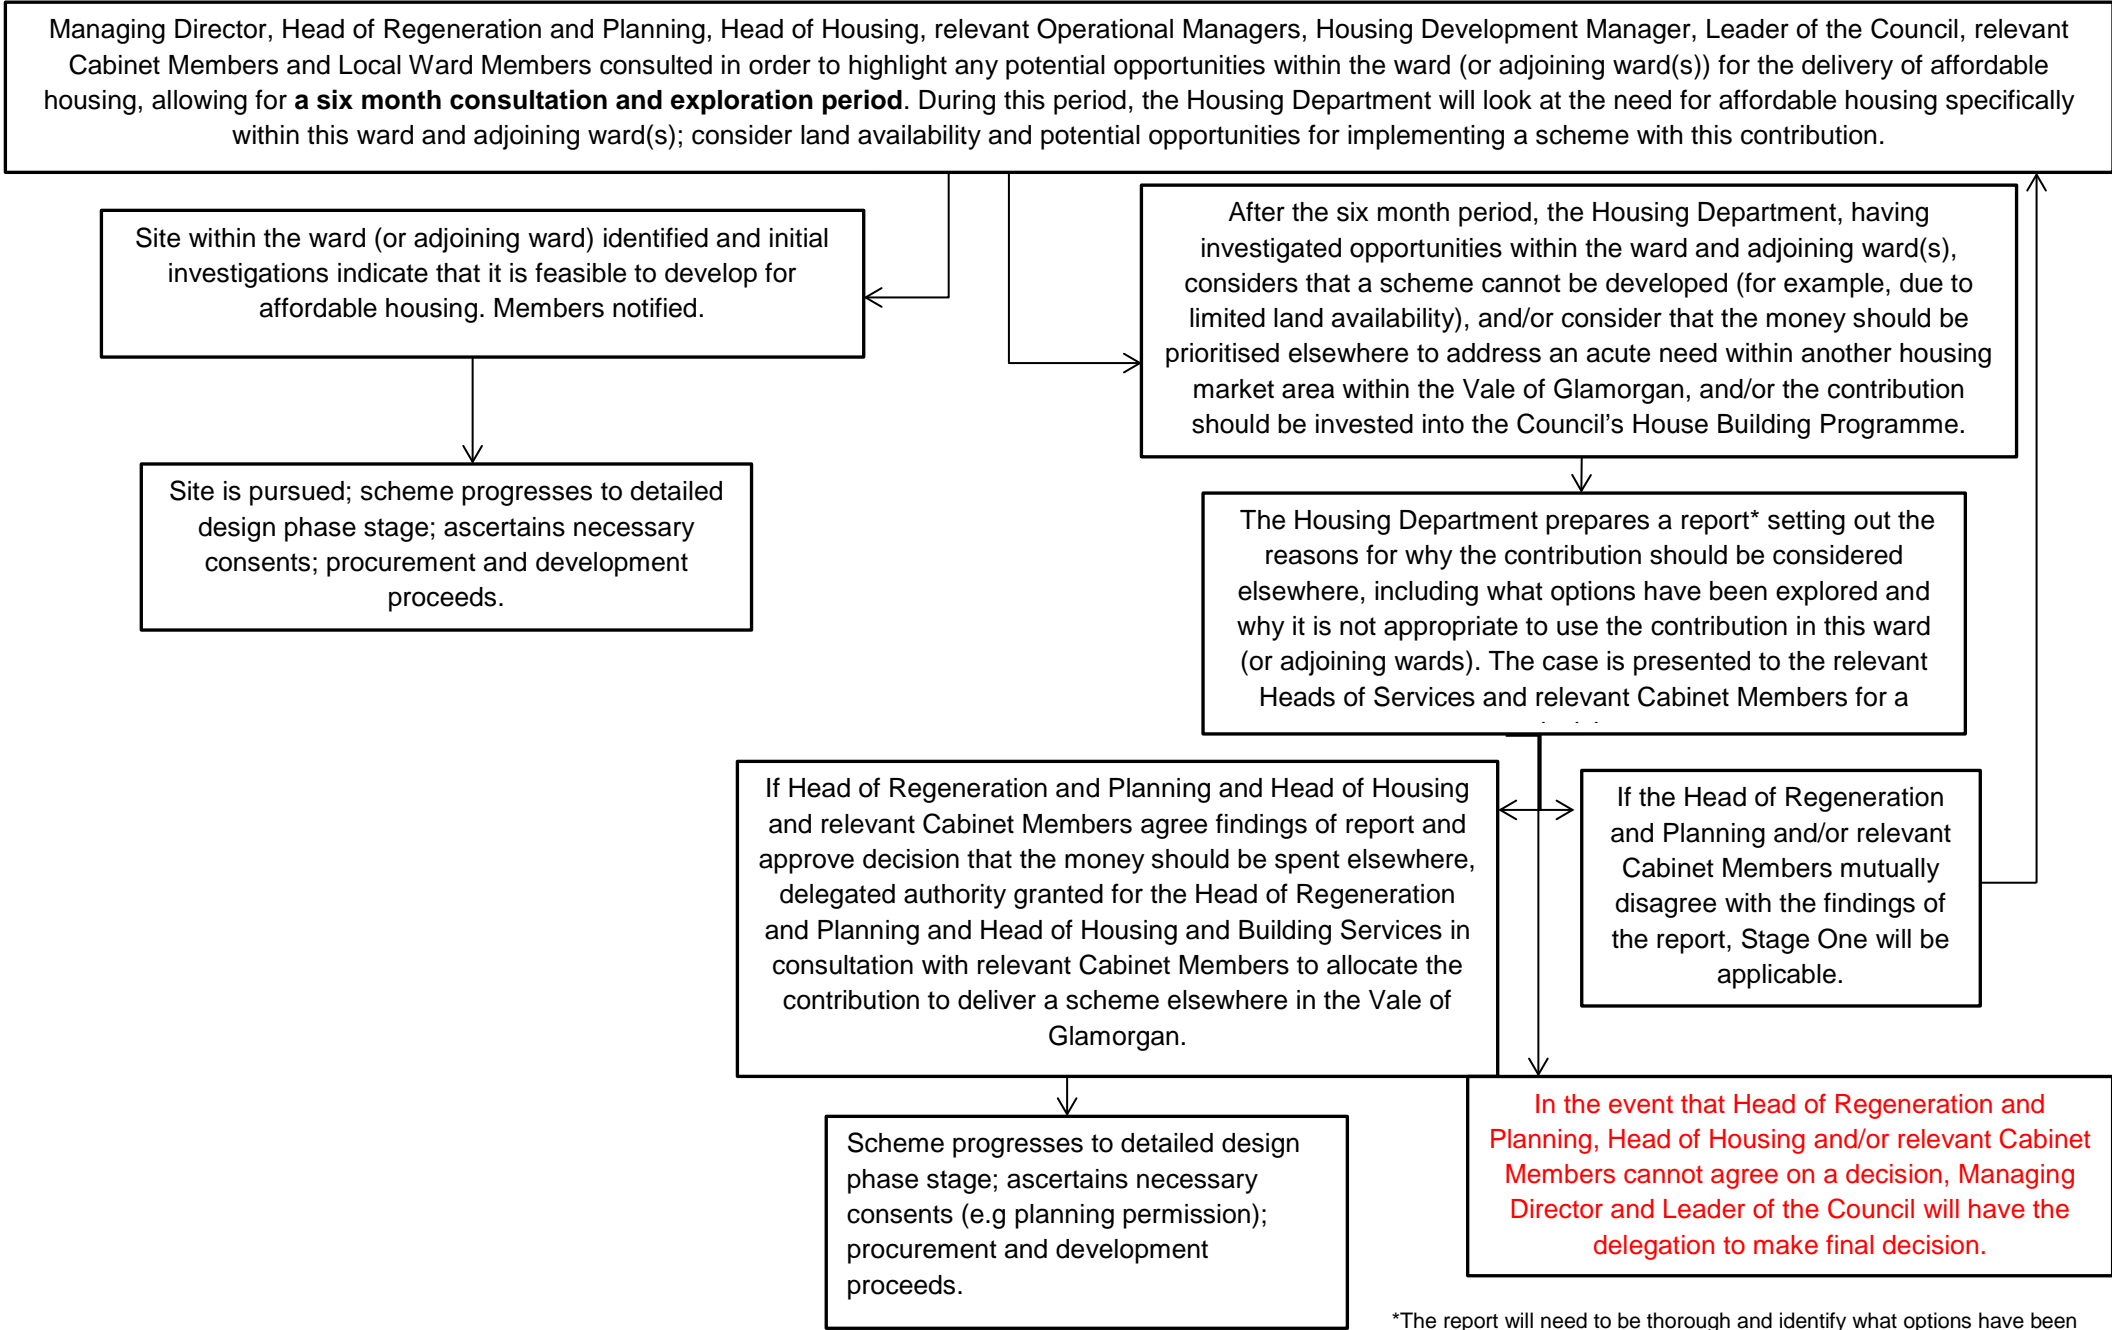 Managing Director, Head of Regeneration and Planning, Head of Housing, relevant Operational Managers, Housing Development Manager, Leader of the Council, relevant
Cabinet Members and Local Ward Members consulted in order to highlight any potential opportunities within the ward (or adjoining ward(s)) for the delivery of affordable
housing, allowing for a six month consultation and exploration period. During this period, the Housing Department will look at the need for affordable housing specifically
within this ward and adjoining ward(s); consider land availability and potential opportunities for implementing a scheme with this contribution.
Site within the ward (or adjoining ward) identified and initial
investigations indicate that it is feasible to develop for
affordable housing. Members notified.
Site is pursued; scheme progresses to detailed
design phase stage; ascertains necessary
consents; procurement and development
proceeds.
After the six month period, the Housing Department, having
investigated opportunities within the ward and adjoining ward(s),
considers that a scheme cannot be developed (for example, due to
limited land availability), and/or consider that the money should be
prioritised elsewhere to address an acute need within another housing
market area within the Vale of Glamorgan, and/or the contribution
should be invested into the Council's House Building Programme.
The Housing Department prepares a report* setting out the
reasons for why the contribution should be considered
elsewhere, including what options have been explored and
why it is not appropriate to use the contribution in this ward
(or adjoining wards). The case is presented to the relevant
Heads of Services and relevant Cabinet Members for a
If Head of Regeneration and Planning and Head of Housing
and relevant Cabinet Members agree findings of report and
approve decision that the money should be spent elsewhere,
delegated authority granted for the Head of Regeneration
and Planning and Head of Housing and Building Services in
consultation with relevant Cabinet Members to allocate the
contribution to deliver a scheme elsewhere in the Vale of
Glamorgan.
If the Head of Regeneration
and Planning and/or relevant
Cabinet Members mutually
disagree with the findings of
the report, Stage One will be
applicable.
Scheme progresses to detailed design
phase stage; ascertains necessary
consents (e.g planning permission);
procurement and development
proceeds.
In the event that Head of Regeneration and
Planning, Head of Housing and/or relevant Cabinet
Members cannot agree on a decision, Managing
Director and Leader of the Council will have the
delegation to make final decision.
*The report will need to be thorough and identify what options have been